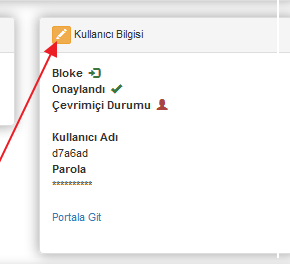 Kullanıcı Bilgisi
Bloke
Onaylandı
Çevrimiçi Durumu
Kullanıcı Adı
d7a6ad
Parola
**********
Portala Git